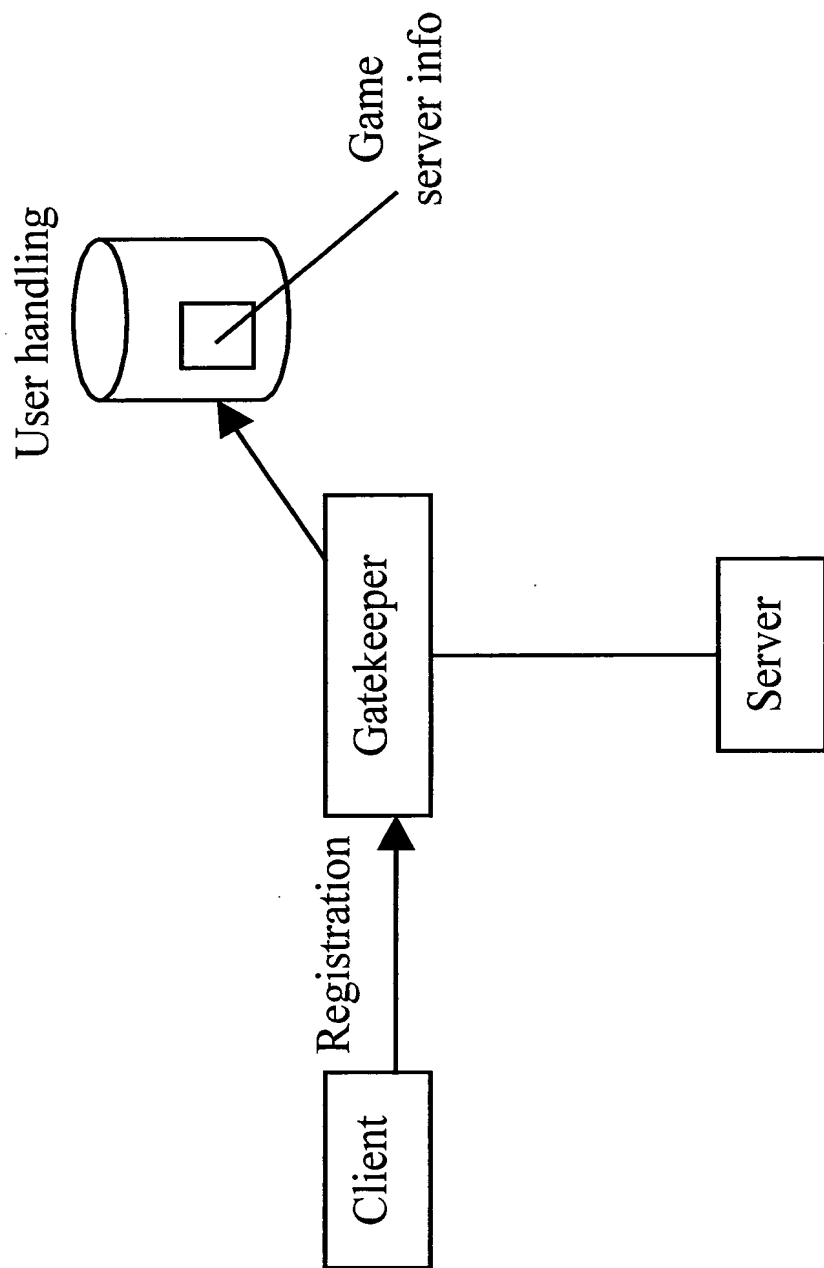 User handling
Game
server info
Registration
Client
Gatekeeper
Server